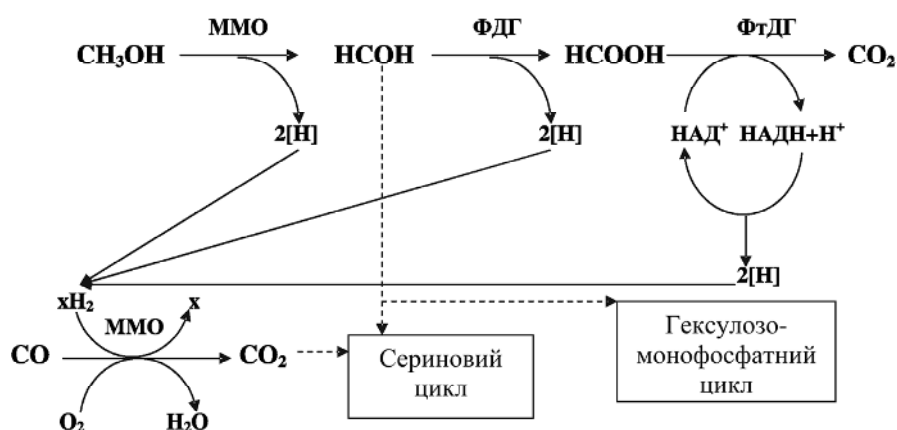 ММО ФДГ ФтДГ
CH₃OH HCOH HCOOH CO₂
2[H] 2[H] НАД⁺ НАДН+Н⁺
2[H]
xH₂ x
ММО
CO CO₂
O₂ H₂O
Сериновий
цикл
Гексулозо-
монофосфатний
цикл